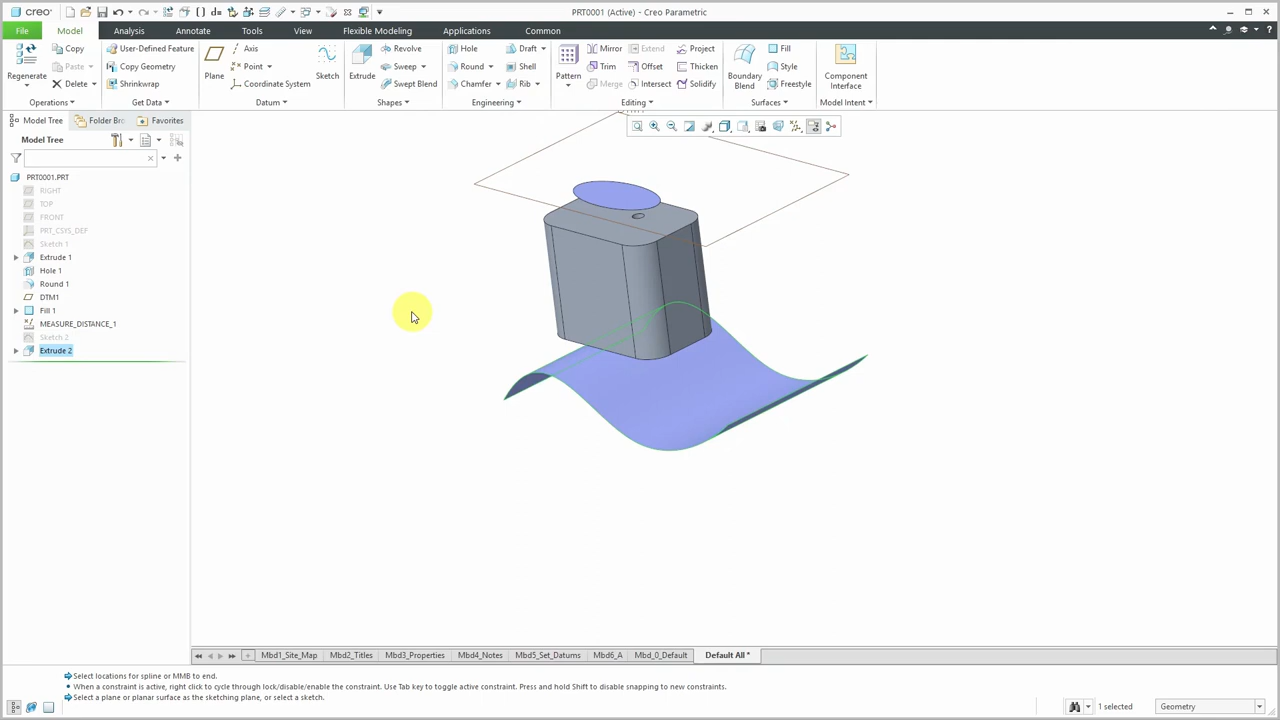 creo
PRT0001 (Active) - Creo Parametric
File
Model
Analysis
Annotate
Tools
View
Flexible Modeling
Applications
Common
Regenerate
Copy
Paste
Delete
Operations
User-Defined Feature
Copy Geometry
Shrinkwrap
Get Data
Plane
Axis
Point
Coordinate System
Sketch
Datum
Extrude
Revolve
Sweep
Swept Blend
Shapes
Hole
Round
Chamfer
Draft
Shell
Rib
Engineering
Pattern
Mirror
Trim
Merge
Extend
Offset
Intersect
Project
Thicken
Solidify
Editing
Boundary
Blend
Fill
Style
Freestyle
Surfaces
Component
Interface
Model Intent
Model Tree
Folder Bro
Favorites
Model Tree
PRT0001.PRT
RIGHT
TOP
FRONT
PRT_CSYS_DEF
Sketch 1
Extrude 1
Hole 1
Round 1
DTM1
Fill 1
MEASURE_DISTANCE_1
Sketch 2
Extrude 2
Mbd1_Site_Map
Mbd2_Titles
Mbd3_Properties
Mbd4_Notes
Mbd5_Set_Datums
Mbd6_A
Mbd_0_Default
Default All *
Select locations for spline or MMB to end.
When a constraint is active, right click to cycle through lock/disable/enable the constraint. Use Tab key to toggle active constraint. Press and hold Shift to disable snapping to new constraints.
Select a plane or planar surface as the sketching plane, or select a sketch.
1 selected
Geometry